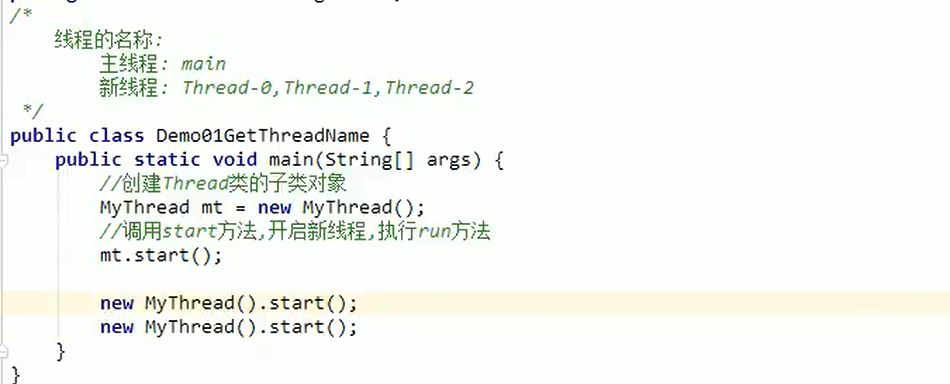 /*
    线程的名称:
        主线程: main
        新线程: Thread-0,Thread-1,Thread-2
 */
public class Demo01GetThreadName {
    public static void main(String[] args) {
        //创建Thread类的子类对象
        MyThread mt = new MyThread();
        //调用start方法,开启新线程,执行run方法
        mt.start();

        new MyThread().start();
        new MyThread().start();
    }
}